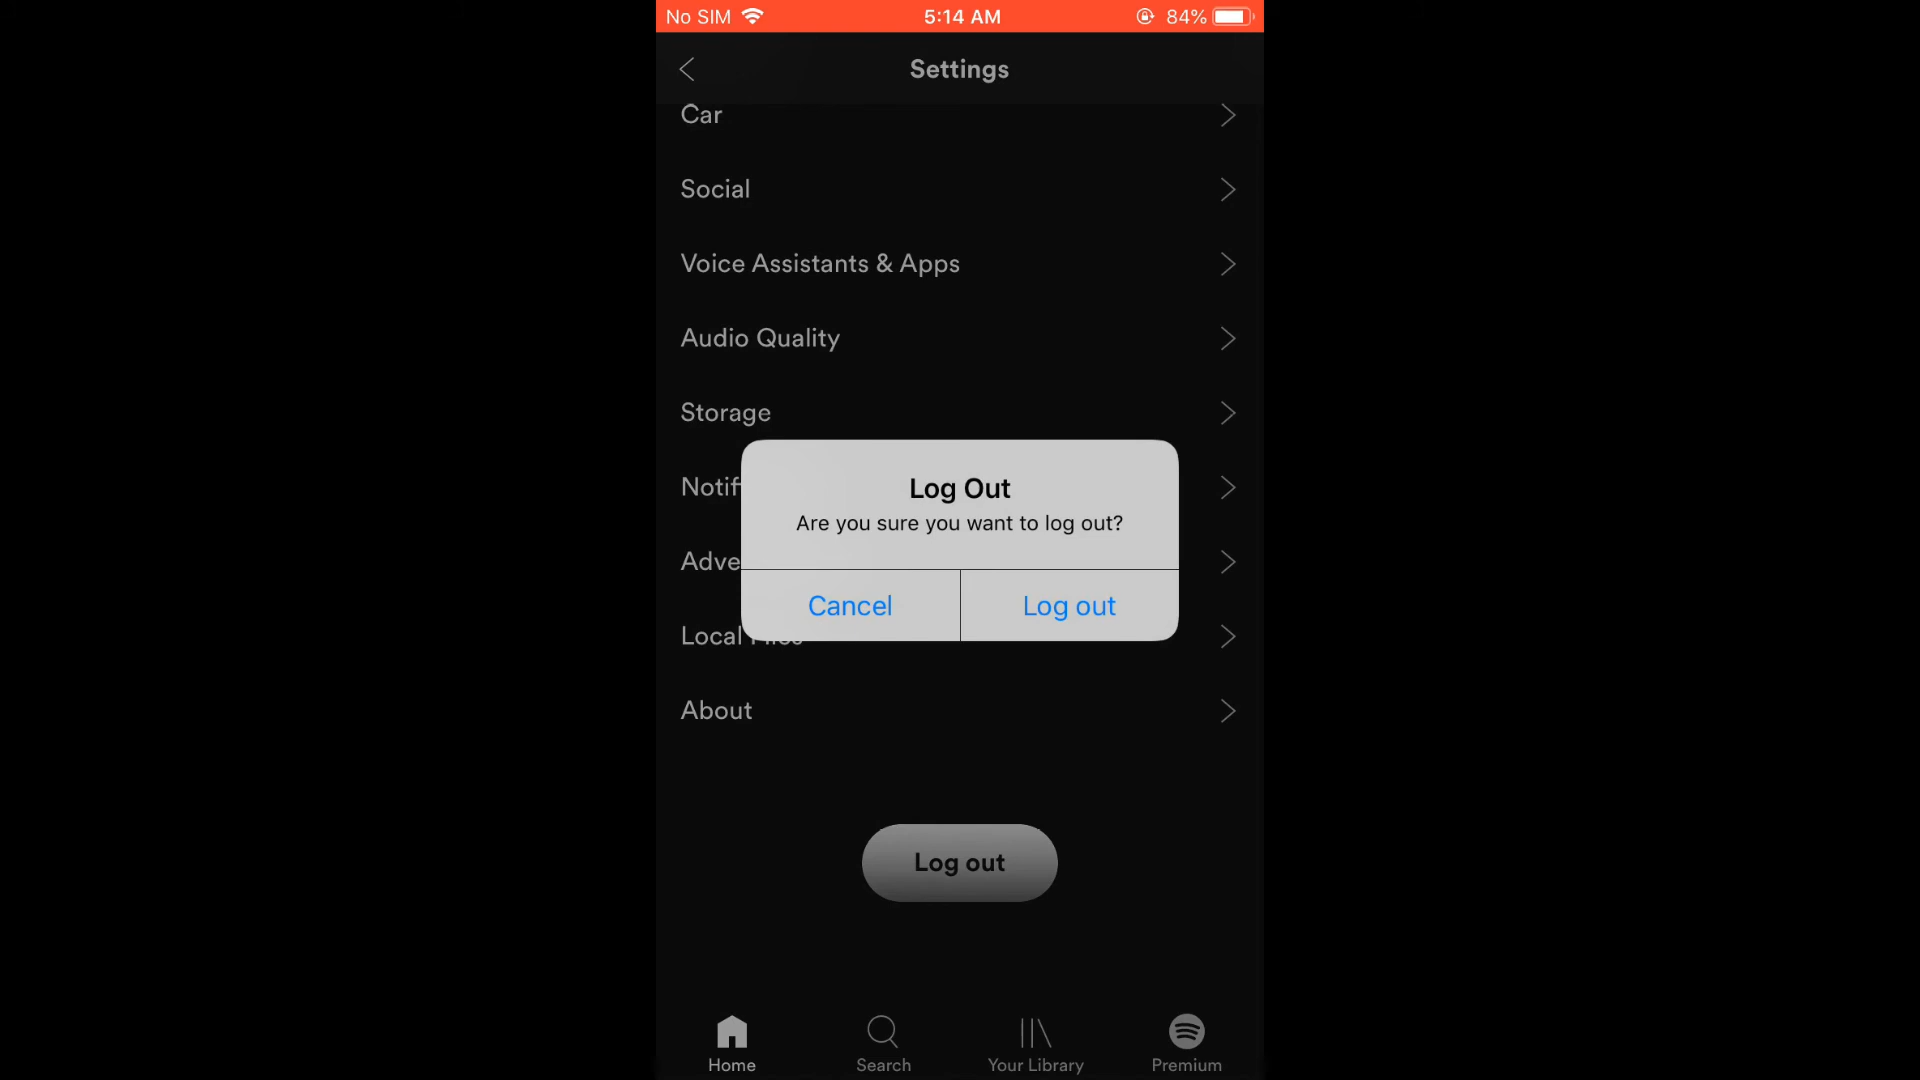 No SIM 5:14 AM 84%
Settings
Car
Social
Voice Assistants & Apps
Audio Quality
Storage
Notif
Log Out
Are you sure you want to log out?
Adve
Cancel Log out
Local
About
Log out
Home Search Your Library Premium